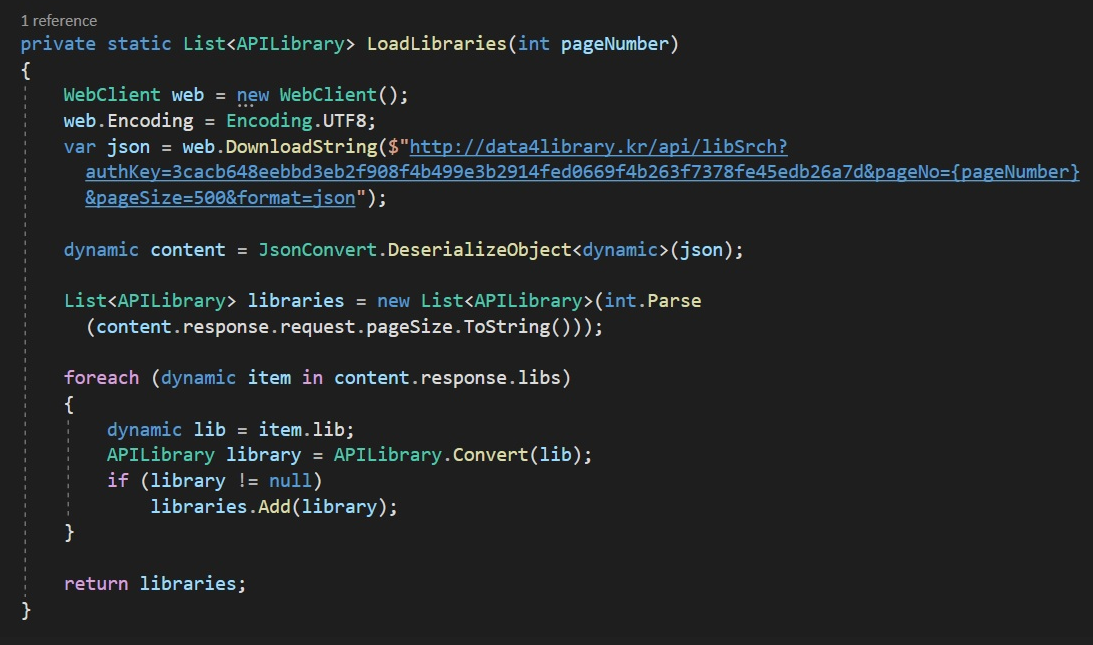 1 reference
private static List<APILibrary> LoadLibraries(int pageNumber)
{
WebClient web = new WebClient();
web.Encoding = Encoding.UTF8;
var json = web.DownloadString($"http://data4library.kr/api/libSrch?
authKey=3cacb648eebbd3eb2f908f4b499e3b2914fed0669f4b263f7378fe45edb26a7d&pageNo={pageNumber}
&pageSize=500&format=json");
dynamic content = JsonConvert.DeserializeObject<dynamic>(json);
List<APILibrary> libraries = new List<APILibrary>(int.Parse
(content.response.request.pageSize.ToString()));
foreach (dynamic item in content.response.libs)
{
dynamic lib = item.lib;
APILibrary library = APILibrary.Convert(lib);
if (library != null)
libraries.Add(library);
}
return libraries;
}